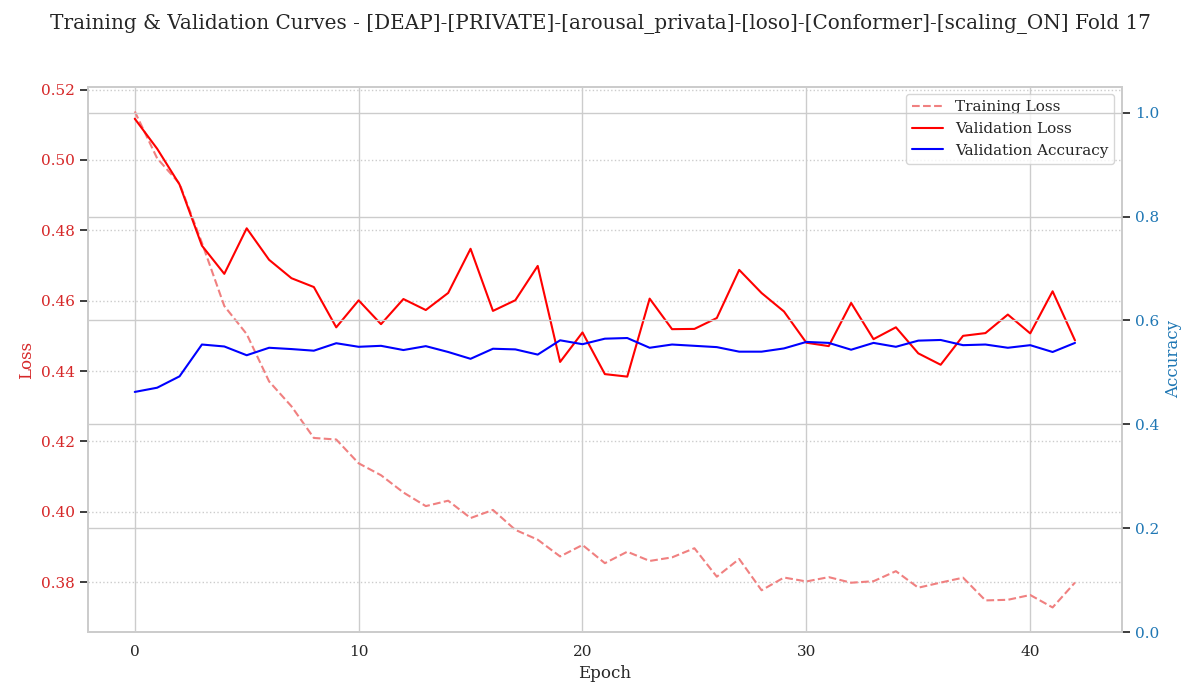 Training & Validation Curves - [DEAP]-[PRIVATE]-[arousal_privata]-[loso]-[Conformer]-[scaling_ON] Fold 17
Training Loss
Validation Loss
Validation Accuracy
0.52
0.50
0.48
0.46
0.44
0.42
0.40
0.38
Loss
1.0
0.8
0.6
0.4
0.2
0.0
Accuracy
0 10 20 30 40
Epoch